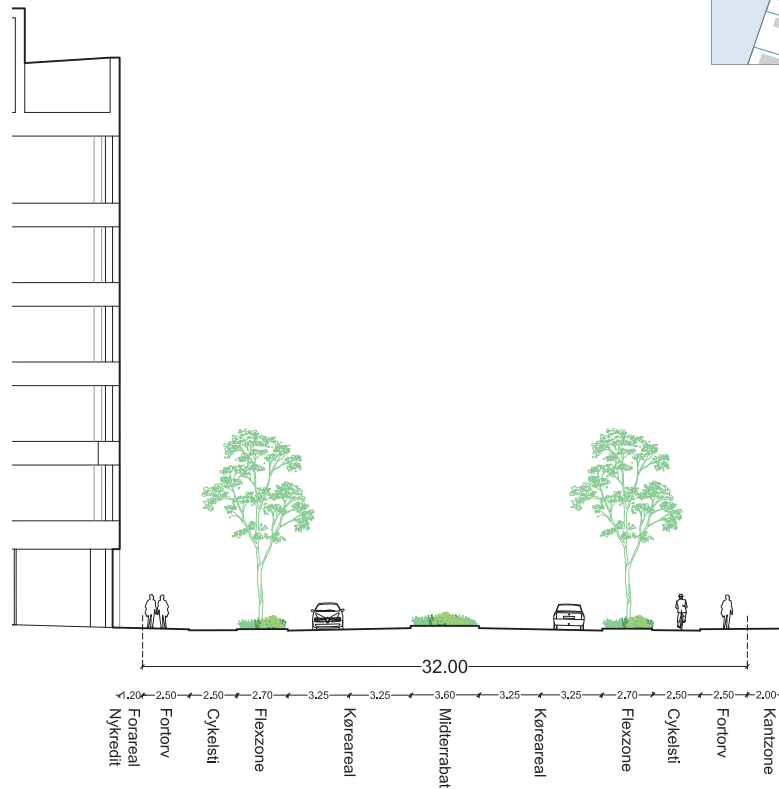 32.00
1.20 2.50 2.50 2.70 3.25 3.25 3.60 3.25 3.25 2.70 2.50 2.50 2.00
Forareal
Nykredit
Fortorv
Cykelsti
Flexzone
Køreareal
Midterrabat
Køreareal
Flexzone
Cykelsti
Fortorv
Kantzone